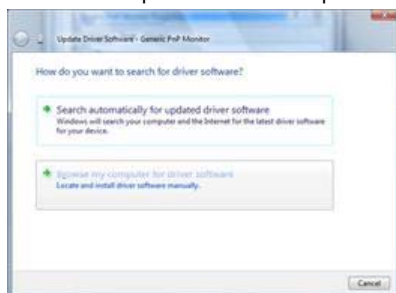 Update Driver Software - Generic PnP Monitor
How do you want to search for driver software?
Search automatically for updated driver software
Windows will search your computer and the Internet for the latest driver software
for your device.
Browse my computer for driver software
Locate and install driver software manually.
Cancel